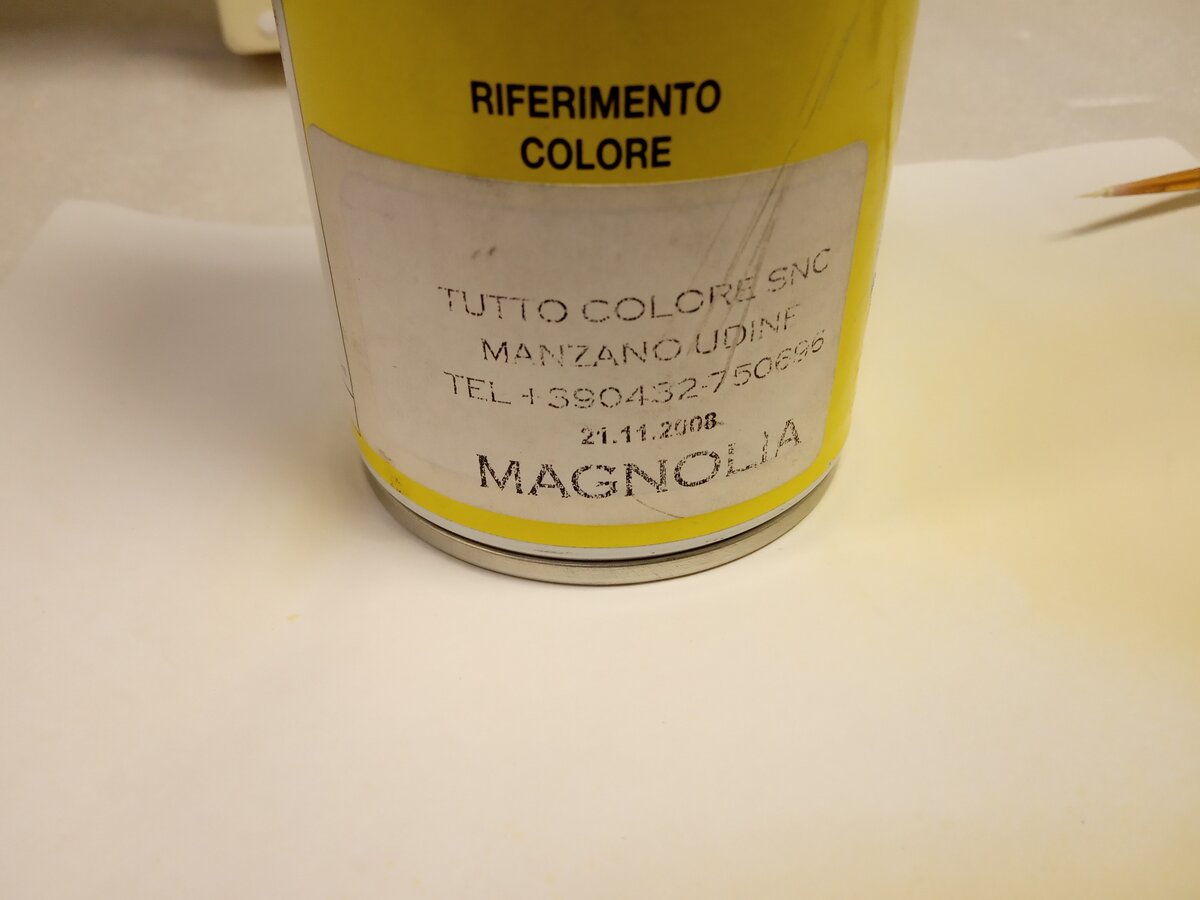 RIFERIMENTO
COLORE
TUTTO COLORE SNC
MANZANO UDINE
TEL +390432-750696
21.11.2008
MAGNOLIA